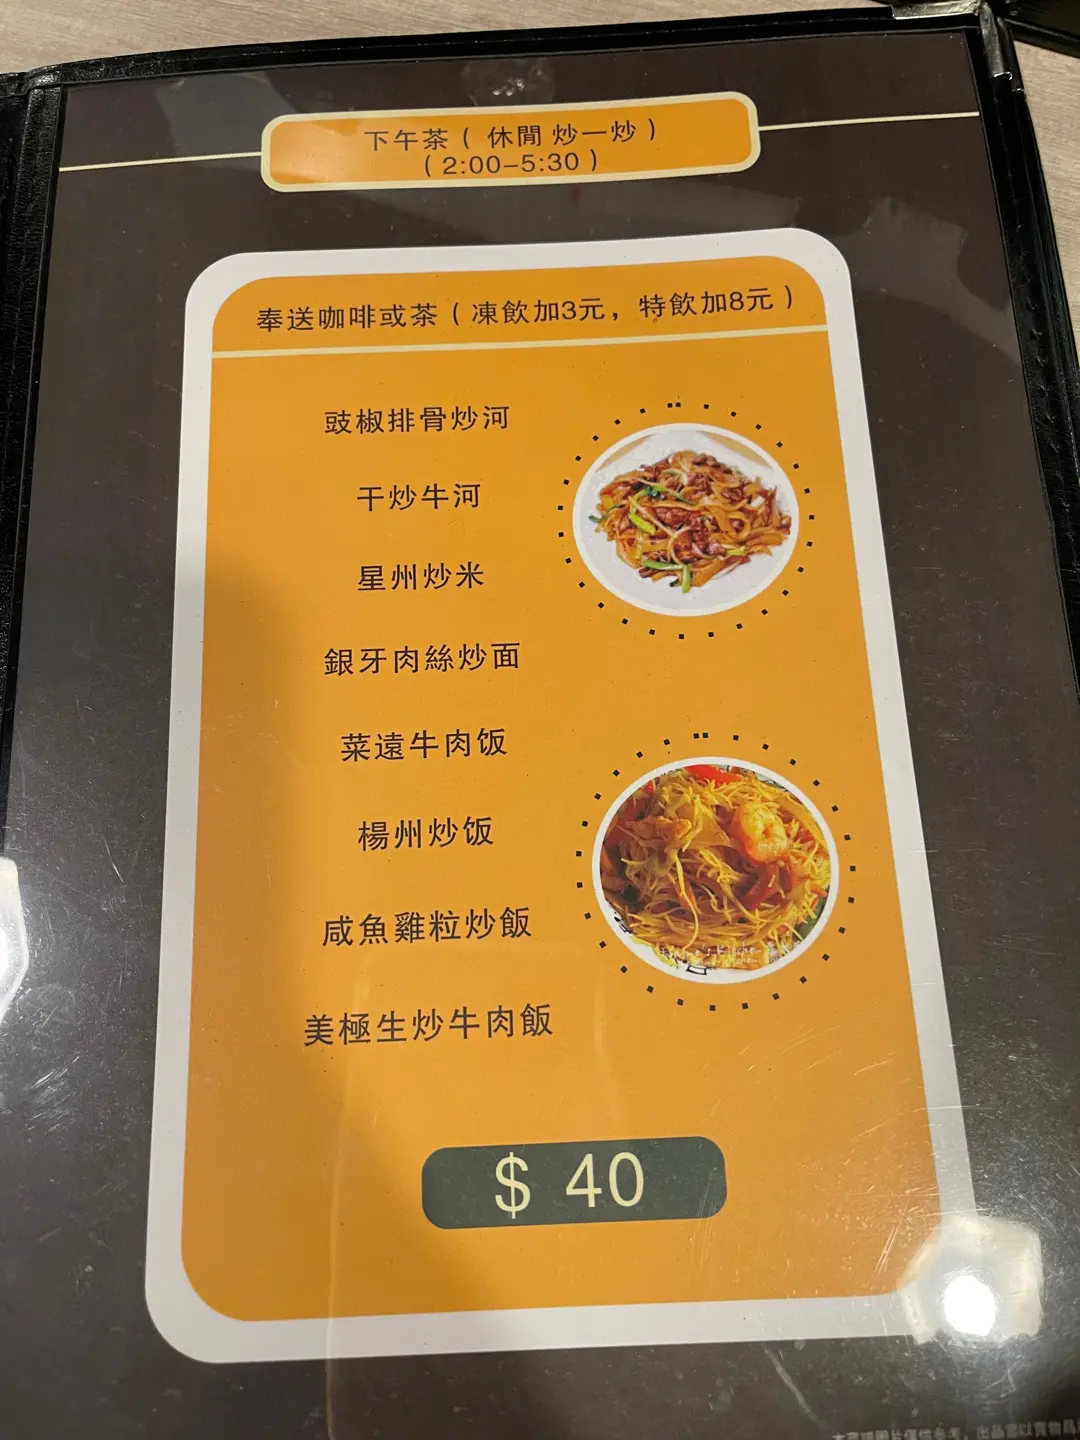 下午茶（ 休閒 炒一炒 ）
（ 2:00–5:30 ）
奉送咖啡或茶（ 凍飲加3元，特飲加8元 ）
豉椒排骨炒河
干炒牛河
星州炒米
銀牙肉絲炒面
菜遠牛肉饭
楊州炒饭
咸魚雞粒炒飯
美極生炒牛肉飯
$ 40